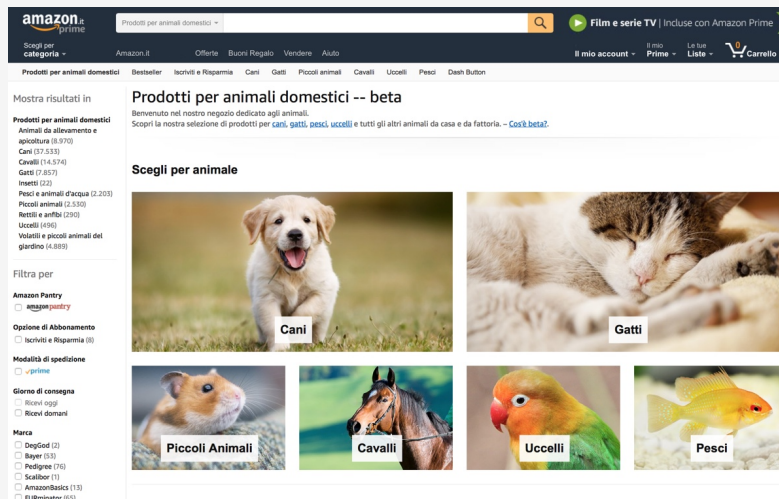 amazon.it
prime
Prodotti per animali domestici
Film e serie TV | Incluse con Amazon Prime
Scegli per
categoria
Amazon.it
Offerte
Buoni Regalo
Vendere
Aiuto
Il mio account
Il mio
Prime
Le tue
Liste
0
Carrello
Prodotti per animali domestici
Bestseller
Iscriviti e Risparmia
Cani
Gatti
Piccoli animali
Cavalli
Uccelli
Pesci
Dash Button
Mostra risultati in
Prodotti per animali domestici
Animali da allevamento e
apicoltura (8.970)
Cani (37.533)
Cavalli (14.574)
Gatti (7.857)
Insetti (22)
Pesci e animali d'acqua (2.203)
Piccoli animali (2.530)
Rettili e anfibi (290)
Uccelli (496)
Volatili e piccoli animali del
giardino (4.889)
Filtra per
Amazon Pantry
amazonpantry
Opzione di Abbonamento
Iscriviti e Risparmia (8)
Modalità di spedizione
prime
Giorno di consegna
Ricevi oggi
Ricevi domani
Marca
DegGod (2)
Bayer (53)
Pedigree (76)
Scalibor (1)
AmazonBasics (13)
EURminator (65)
Prodotti per animali domestici -- beta
Benvenuto nel nostro negozio dedicato agli animali.
Scopri la nostra selezione di prodotti per cani, gatti, pesci, uccelli e tutti gli altri animali da casa e da fattoria. – Cos'è beta?.
Scegli per animale
Cani
Gatti
Piccoli Animali
Cavalli
Uccelli
Pesci